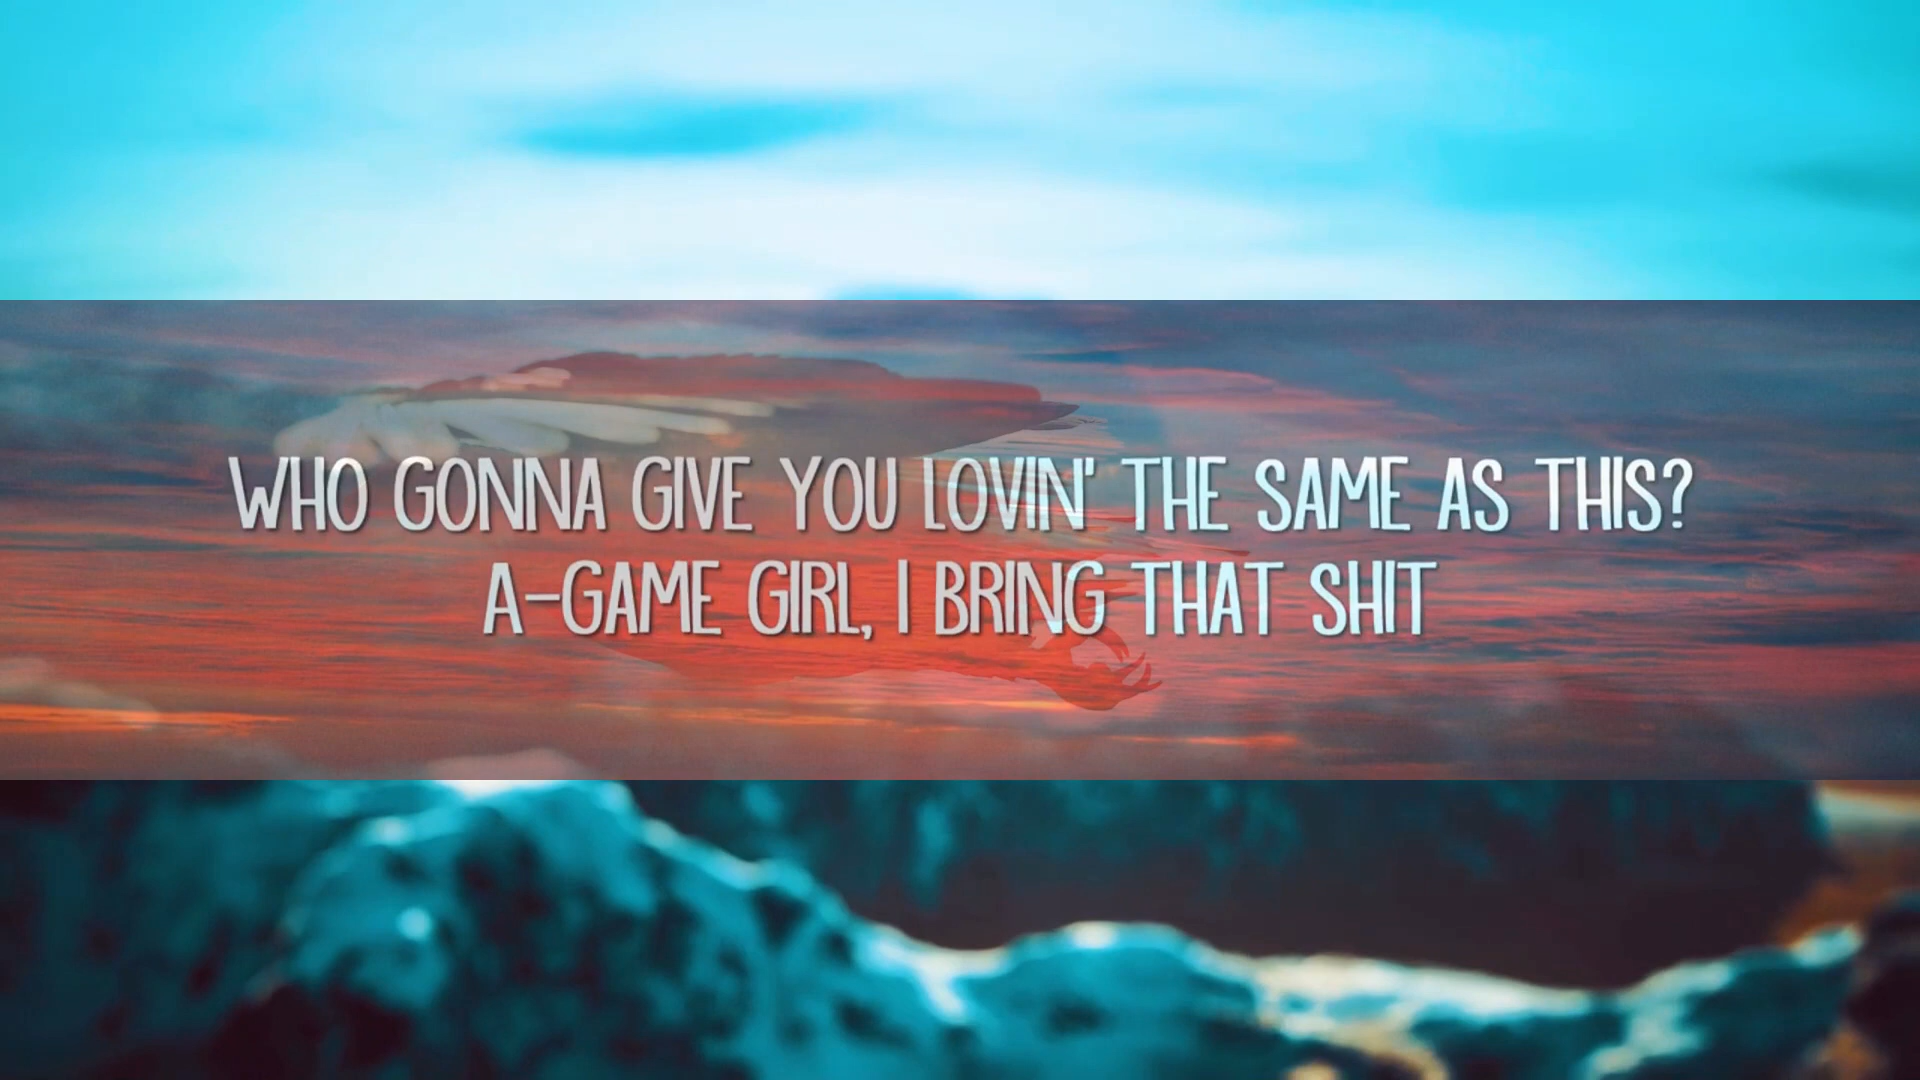 WHO GONNA GIVE YOU LOVIN' THE SAME AS THIS?
A-GAME GIRL, I BRING THAT SHIT